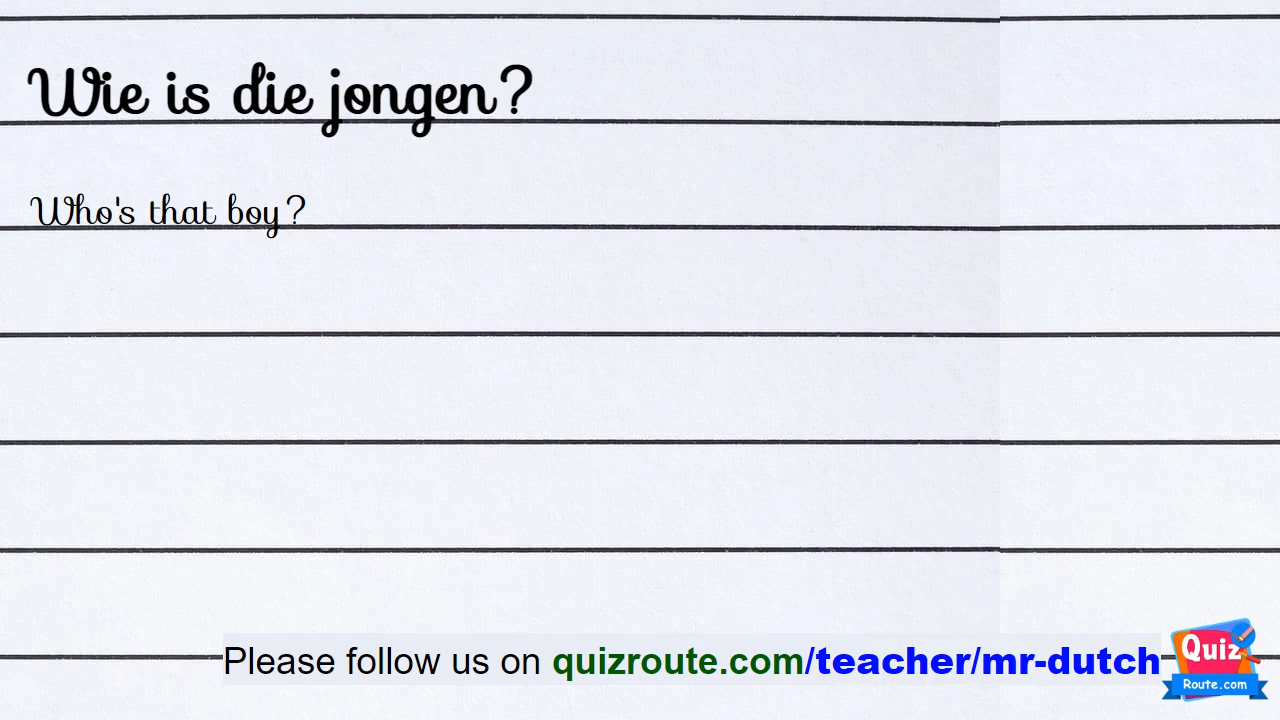 Wie is die jongen?
Who's that boy?
Please follow us on quizroute.com/teacher/mr-dutch
Quiz
Route.com